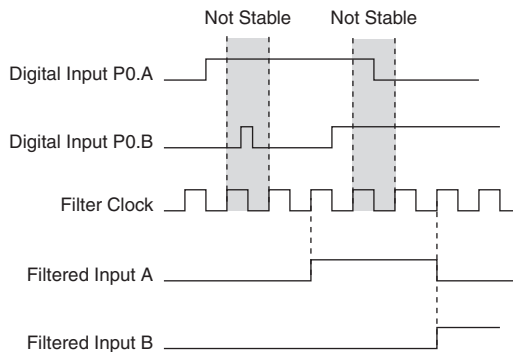 Not Stable
Not Stable
Digital Input P0.A
Digital Input P0.B
Filter Clock
Filtered Input A
Filtered Input B